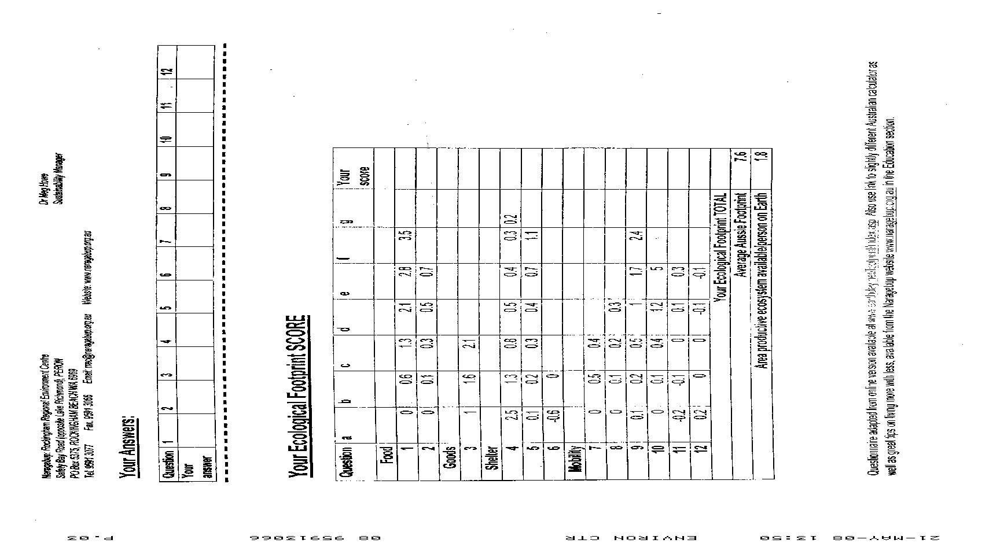 Naragebup: Rockingham Regional Environment Centre
Safety Bay Road (opposite Lake Richmond), PERON
PO Box 5375, ROCKINGHAM BEACH WA 6969
Tel: 9591 3077 Fax: 9591 3066 Email: Website: www.naragebup.org.au
Dr Meg Howe
Sustainability Manager
Your Answers:
Question 1 2 3 4 5 6 7 8 9 10 11 12
Your
answer
Your Ecological Footprint SCORE
Question a b c d e f g Your
score
Food
1 0 0.6 1.3 2.1 2.8 3.5
2 0 0.1 0.3 0.5 0.7
Goods
3 1 1.6 2.1
Shelter
4 2.5 1.3 0.8 0.5 0.4 0.3 0.2
5 0.1 0.2 0.3 0.4 0.7 1.1
6 -0.6 0
Mobility
7 0 0.5 0.4
8 0 0.1 0.2 0.3
9 0.1 0.2 0.5 1 1.7 2.4
10 0 0.1 0.4 1.2 5
11 -0.2 -0.1 0 0.1 0.3
12 0.2 0 0 -0.1 -0.1
Your Ecological Footprint TOTAL
Average Aussie Footprint 7.6
Area productive ecosystem available/person on Earth 1.8
Questionnaire adapted from online version available at Also use link to slightly different Australian calculator as
well as great tips on living more with less, available from the Naragebup website www.naragebup.org.au in the Education section.
21-MAY-08 13:50 ENVIRON CTR 08 95913066 P.03